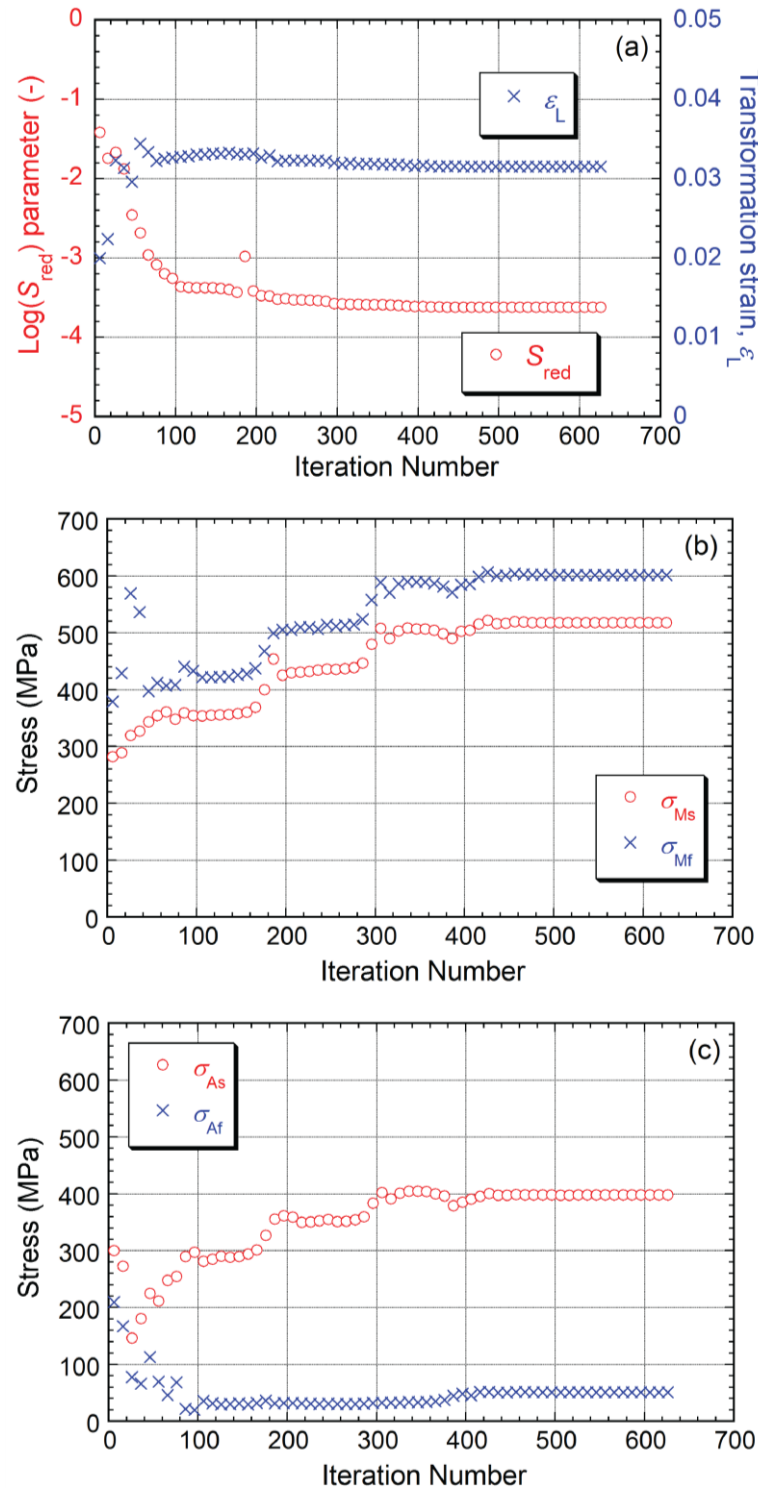 (a)
0
-1
-2
-3
-4
-5
Log(S_red) parameter (-)
0.05
0.04
0.03
0.02
0.01
0
Transformation strain, ε_L
ε_L
S_red
0 100 200 300 400 500 600 700
Iteration Number
(b)
700
600
500
400
300
200
100
0
Stress (MPa)
σ_Ms
σ_Mf
0 100 200 300 400 500 600 700
Iteration Number
(c)
700
600
500
400
300
200
100
0
Stress (MPa)
σ_As
σ_Af
0 100 200 300 400 500 600 700
Iteration Number